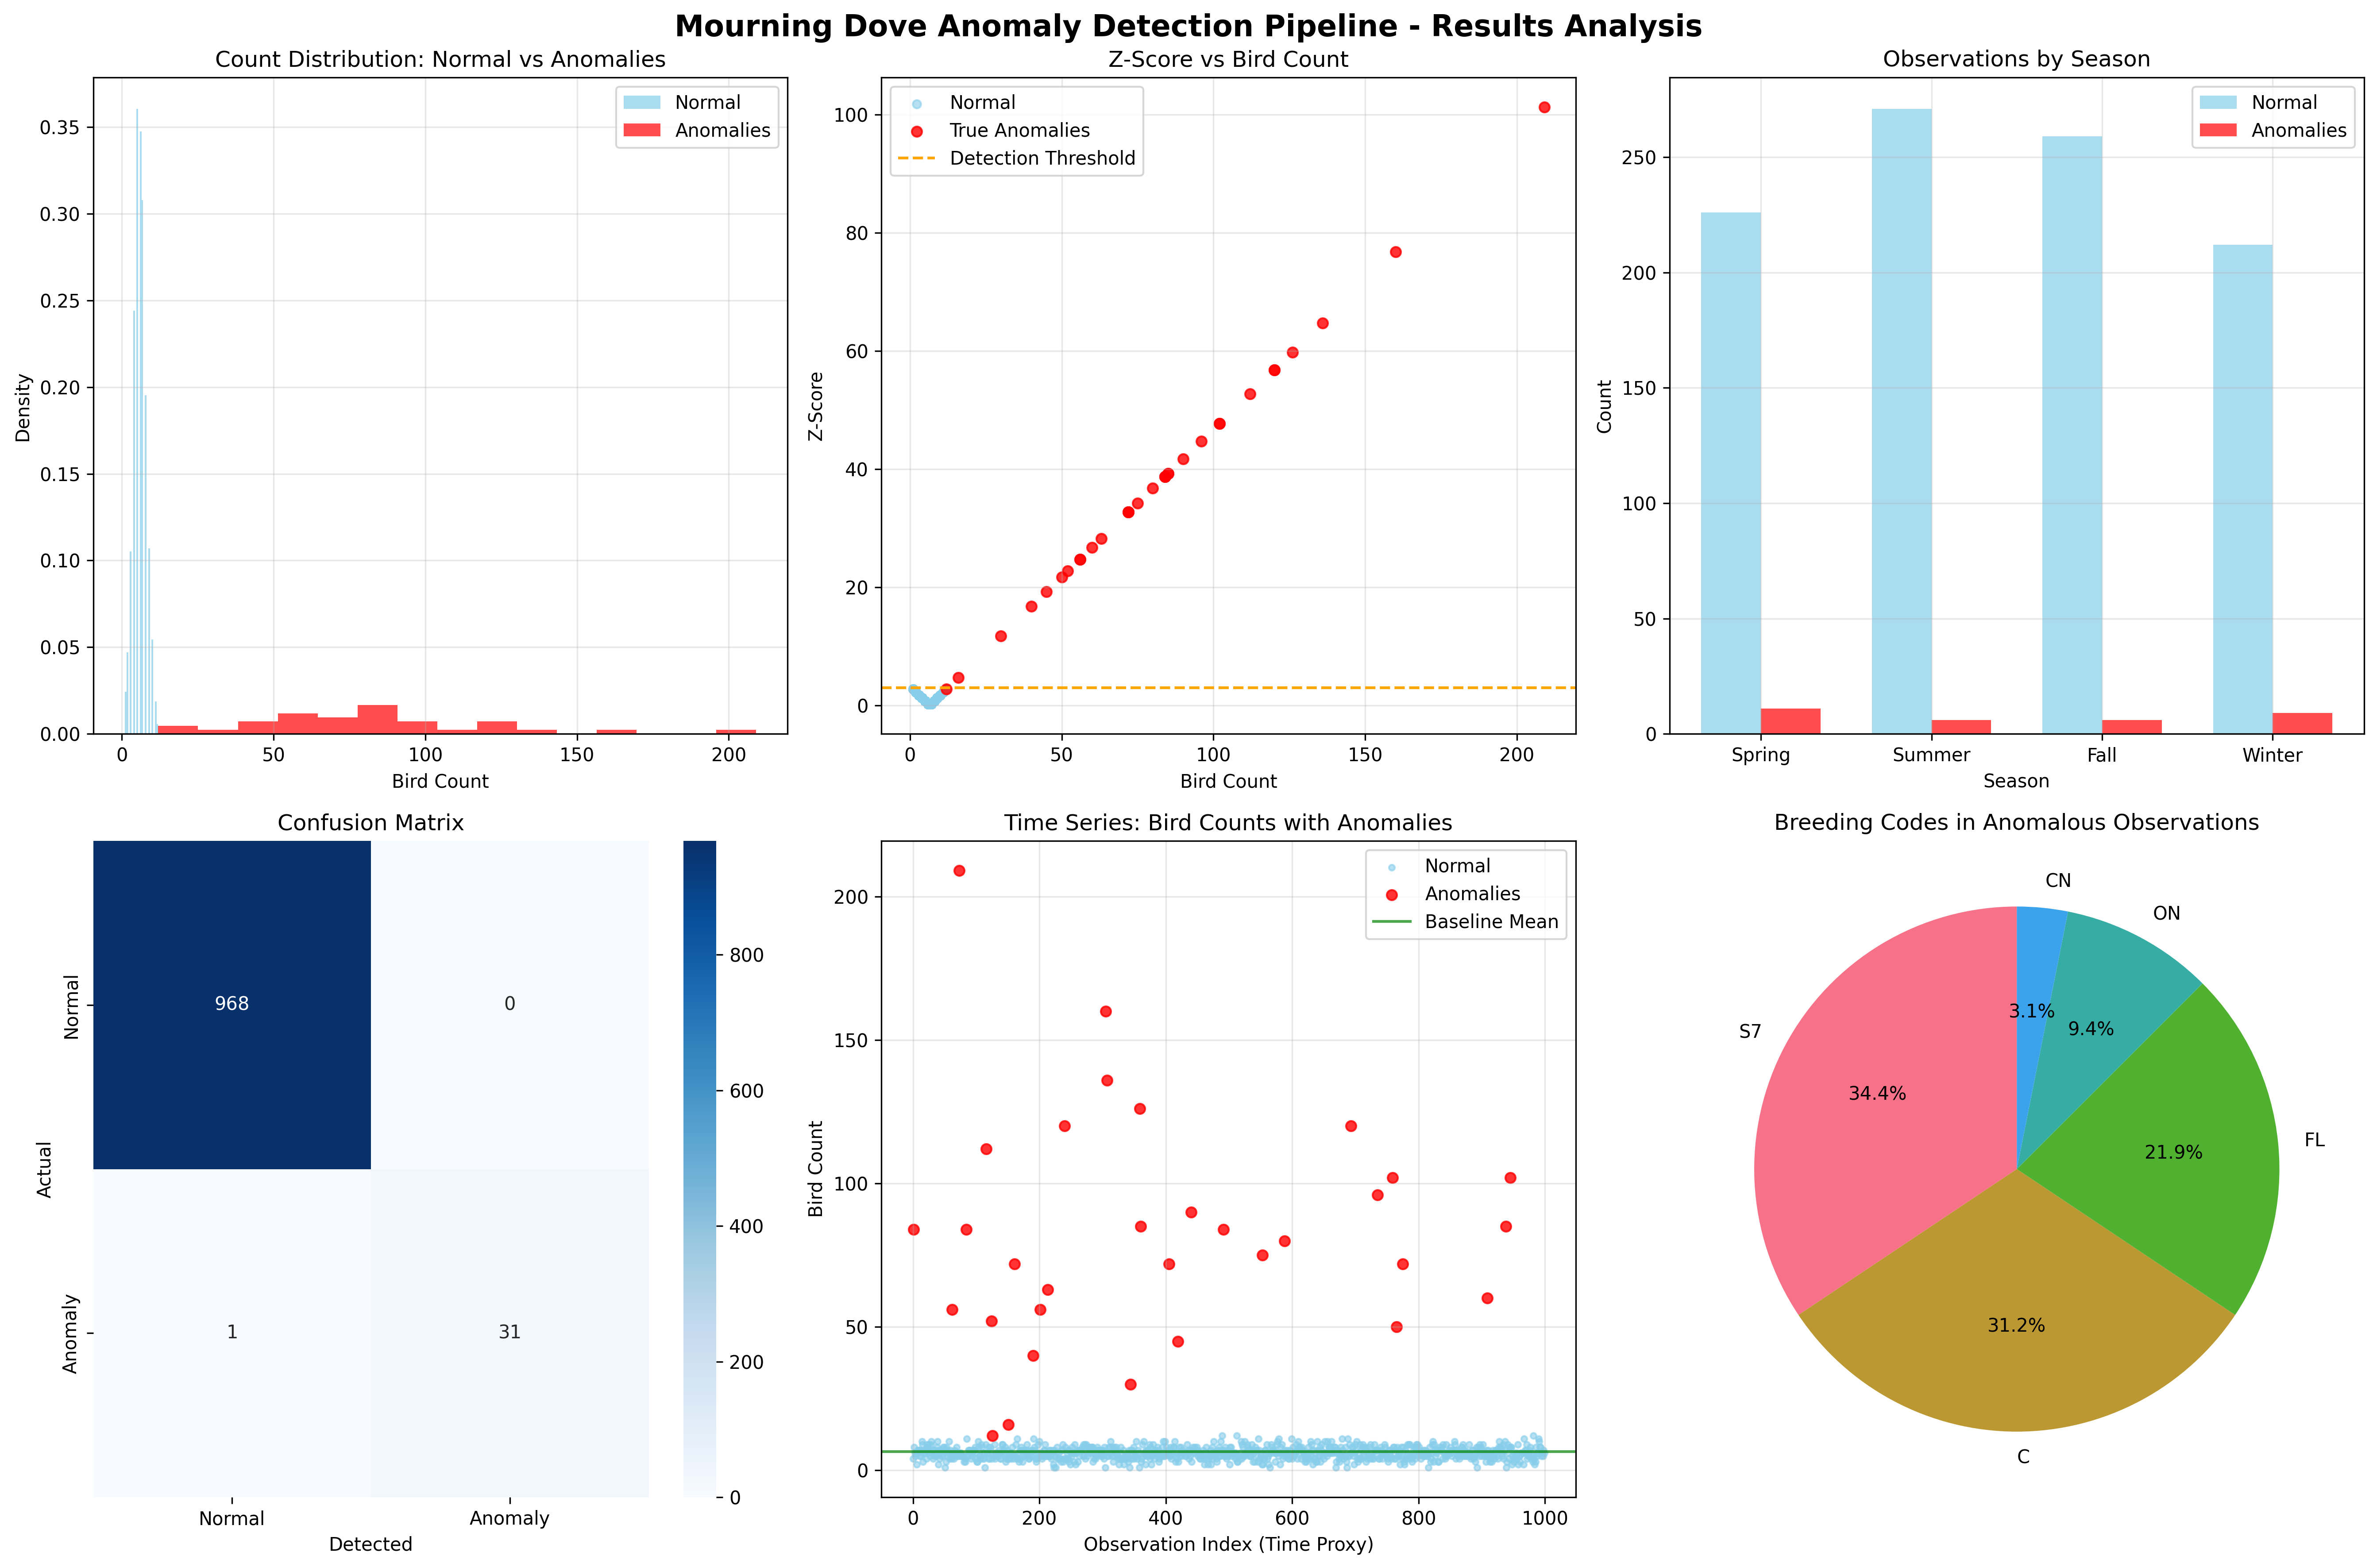 Mourning Dove Anomaly Detection Pipeline - Results Analysis
Count Distribution: Normal vs Anomalies
Normal
Anomalies
0.35
0.30
0.25
0.20
0.15
0.10
0.05
0.00
Density
0 50 100 150 200
Bird Count
Z-Score vs Bird Count
Normal
True Anomalies
Detection Threshold
100
80
60
40
20
0
Z-Score
0 50 100 150 200
Bird Count
Observations by Season
Normal
Anomalies
250
200
150
100
50
0
Count
Spring Summer Fall Winter
Season
Confusion Matrix
Normal
968 0
Actual
Anomaly
1 31
Normal Anomaly
Detected
800
600
400
200
0
Time Series: Bird Counts with Anomalies
Normal
Anomalies
Baseline Mean
200
150
100
50
0
Bird Count
0 200 400 600 800 1000
Observation Index (Time Proxy)
Breeding Codes in Anomalous Observations
CN
ON
S7
FL
C
3.1%
9.4%
34.4%
21.9%
31.2%